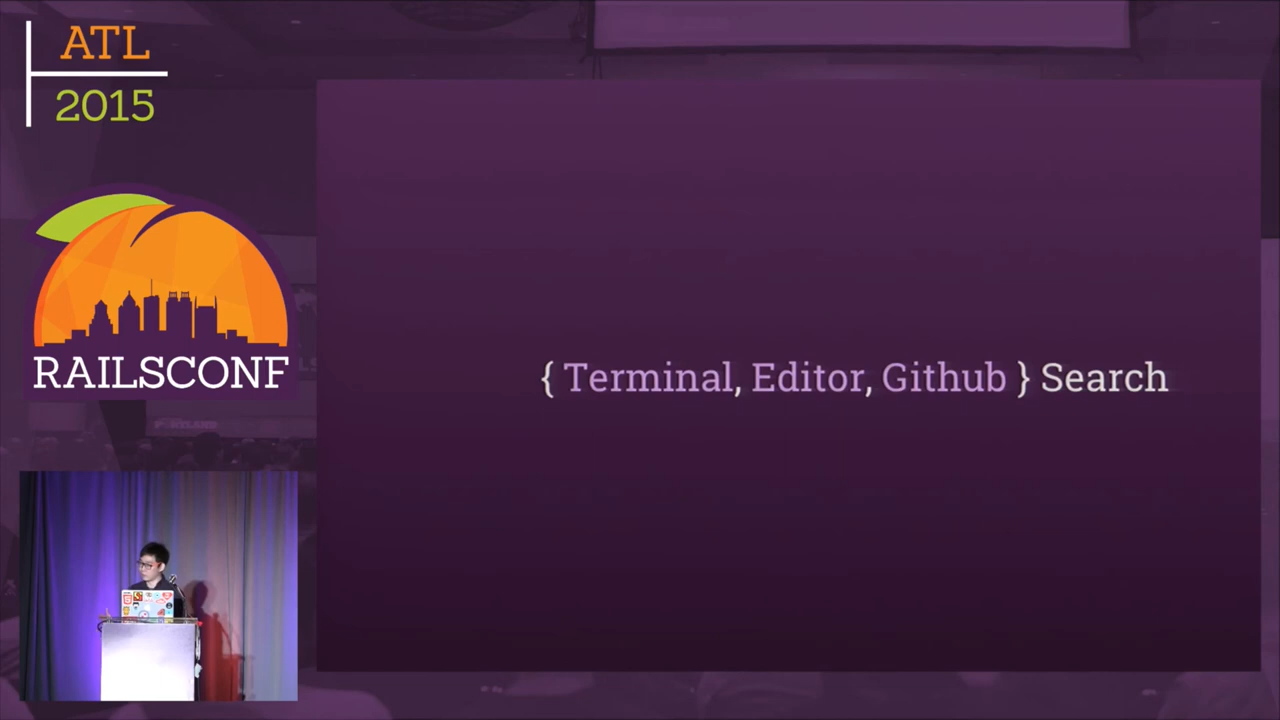 ATL
2015
RAILSCONF
{ Terminal, Editor, Github } Search